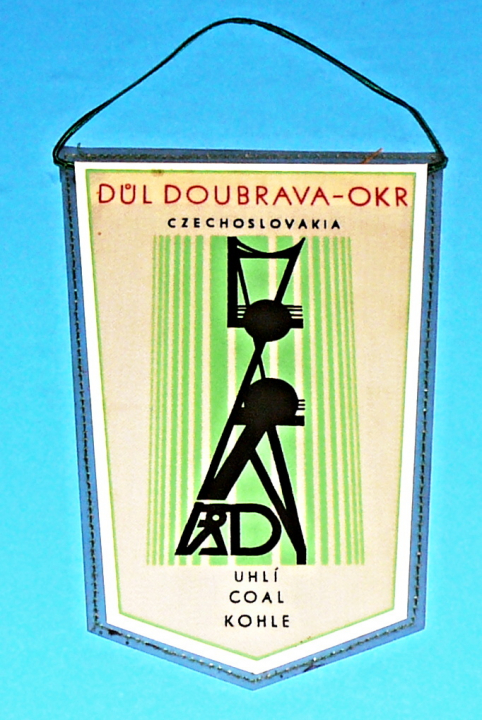 DŮL DOUBRAVA-OKR
CZECHOSLOVAKIA
D
UHLÍ
COAL
KOHLE